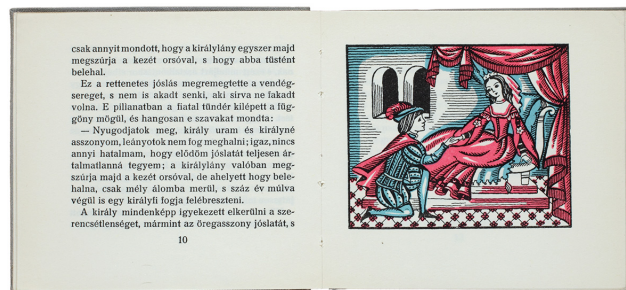 csak annyit mondott, hogy a királylány egyszer majd
megszúrja a kezét orsóval, s hogy abba tüstént
belehal.
Ez a rettenetes jóslás megremegtette a vendég-
sereget, s nem is akadt senki, aki sírva ne fakadt
volna. E pillanatban a fiatal tündér kilépett a füg-
göny mögül, és hangosan e szavakat mondta:
— Nyugodjatok meg, király uram és királyné
asszonyom, leányotok nem fog meghalni; igaz, nincs
annyi hatalmam, hogy elődöm jóslatát teljesen ár-
talmatlanná tegyem; a királylány valóban meg-
szúrja majd a kezét orsóval, de ahelyett hogy bele-
halna, csak mély álomba merül, s száz év múlva
végül is egy királyfi fogja felébreszteni.
A király mindenképp igyekezett elkerülni a sze-
rencsétlenséget, mármint az öregasszony jóslatát, s
10